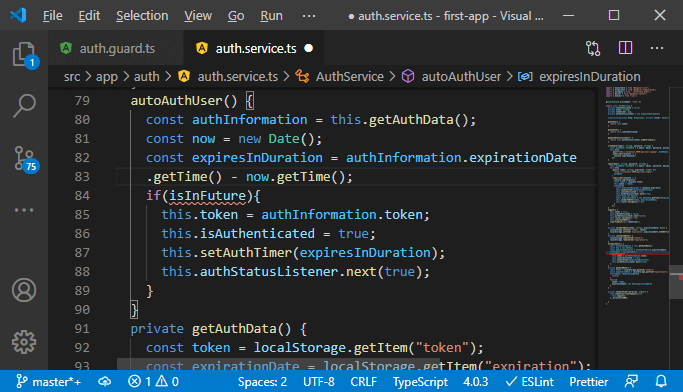 File Edit Selection View Go Run ··· ● auth.service.ts - first-app - Visual ...
auth.guard.ts auth.service.ts ●
src > app > auth > auth.service.ts > AuthService > autoAuthUser > expiresInDuration
1
75
79 autoAuthUser() {
80 const authInformation = this.getAuthData();
81 const now = new Date();
82 const expiresInDuration = authInformation.expirationDate
83 .getTime() - now.getTime();
84 if(isInFuture){
85 this.token = authInformation.token;
86 this.isAuthenticated = true;
87 this.setAuthTimer(expiresInDuration);
88 this.authStatusListener.next(true);
89 }
90 }
91 private getAuthData() {
92 const token = localStorage.getItem("token");
93 const expirationDate = localStorage.getItem("expiration");
master*+ 1 0 Spaces: 2 UTF-8 CRLF TypeScript 4.0.3 ESLint Prettier